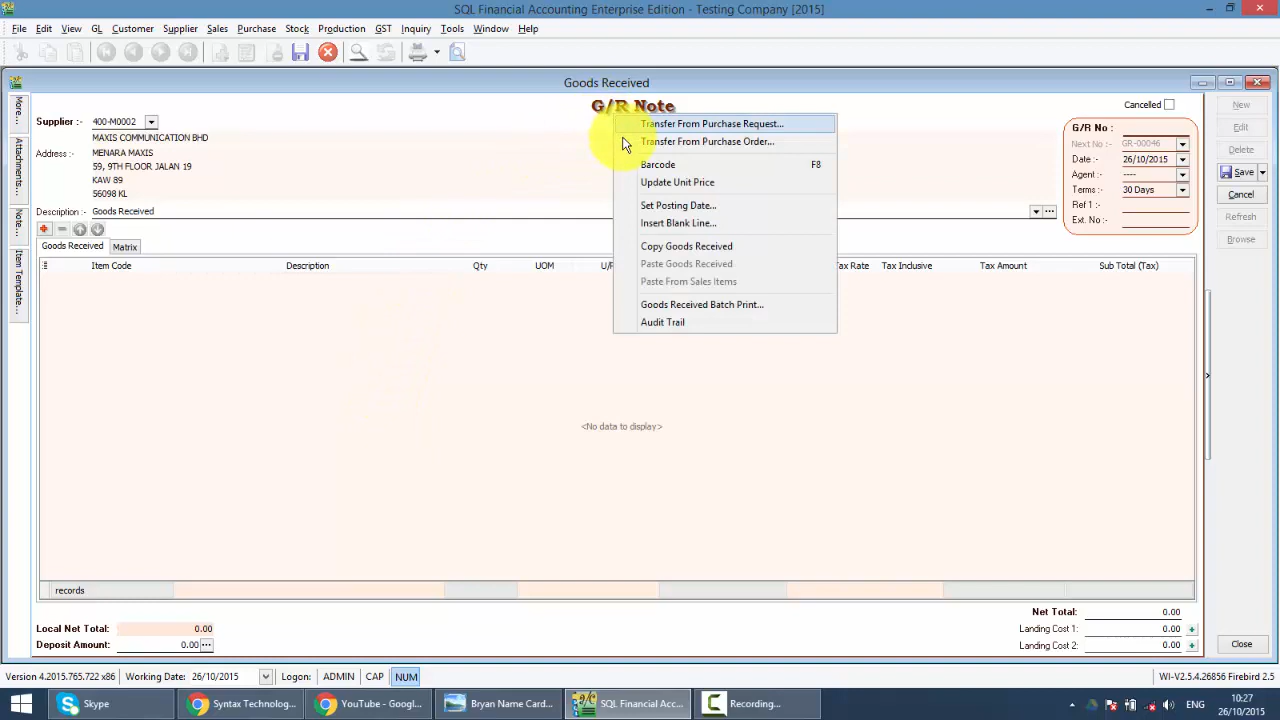 SQL Financial Accounting Enterprise Edition - Testing Company [2015]
File Edit View GL Customer Supplier Sales Purchase Stock Production GST Inquiry Tools Window Help
Goods Received
G/R Note
Cancelled
New
Edit
Delete
Save
Cancel
Refresh
Browse
Close
More...
Attachments...
Note...
Item Template...
Supplier :- 400-M0002
MAXIS COMMUNICATION BHD
Address :- MENARA MAXIS
59, 9TH FLOOR JALAN 19
KAW 89
56098 KL
Description :- Goods Received
G/R No :
Next No : GR-00046
Date :- 26/10/2015
Agent :- ----
Terms :- 30 Days
Ref 1 :-
Ext. No :-
Transfer From Purchase Request...
Transfer From Purchase Order...
Barcode F8
Update Unit Price
Set Posting Date...
Insert Blank Line...
Copy Goods Received
Paste Goods Received
Paste From Sales Items
Goods Received Batch Print...
Audit Trail
Goods Received Matrix
Item Code Description Qty UOM Tax Rate Tax Inclusive Tax Amount Sub Total (Tax)
<No data to display>
records
Net Total: 0.00
Local Net Total: 0.00
Landing Cost 1: 0.00
Deposit Amount: 0.00
Landing Cost 2: 0.00
Version 4.2015.765.722 x86 Working Date: 26/10/2015 Logon: ADMIN CAP NUM WI-V2.5.4.26856 Firebird 2.5
Skype Syntax Technolog... YouTube - Googl... Bryan Name Card... SQL Financial Acc... Recording...
10:27
26/10/2015